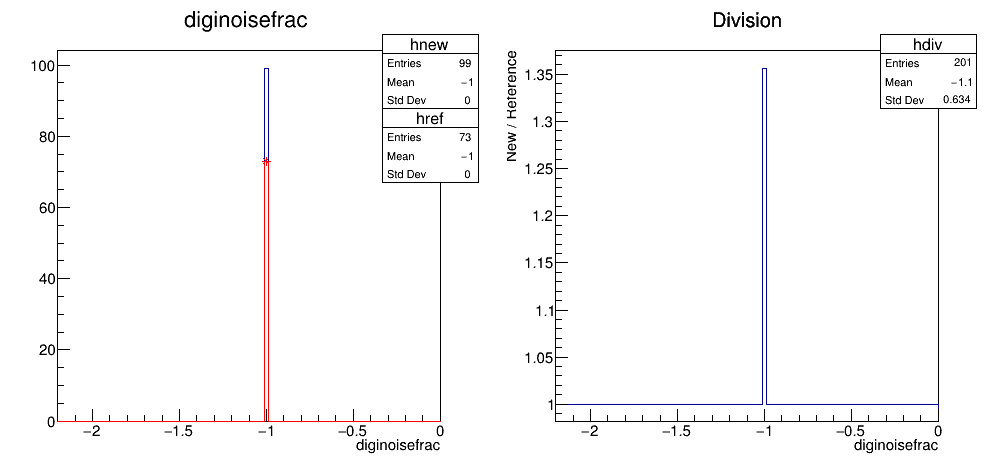 diginoisefrac
hnew
Entries 99
Mean −1
Std Dev 0
href
Entries 73
Mean −1
Std Dev 0
100
80
60
40
20
0
−2 −1.5 −1 −0.5 0
diginoisefrac
Division
hdiv
Entries 201
Mean −1.1
Std Dev 0.634
New / Reference
1.35
1.3
1.25
1.2
1.15
1.1
1.05
1
−2 −1.5 −1 −0.5 0
diginoisefrac